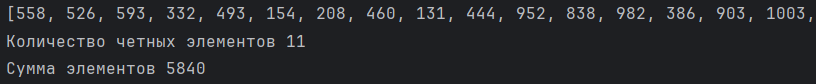 [558, 526, 593, 332, 493, 154, 208, 460, 131, 444, 952, 838, 982, 386, 903, 1003,
Количество четных элементов 11
Сумма элементов 5840